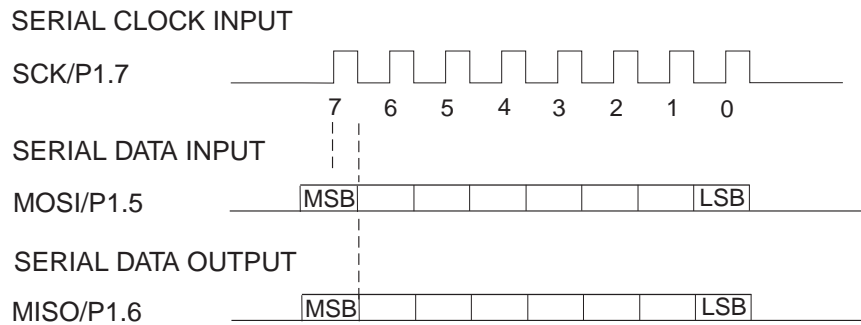 SERIAL CLOCK INPUT
SCK/P1.7
7 6 5 4 3 2 1 0
SERIAL DATA INPUT
MOSI/P1.5 MSB LSB
SERIAL DATA OUTPUT
MISO/P1.6 MSB LSB